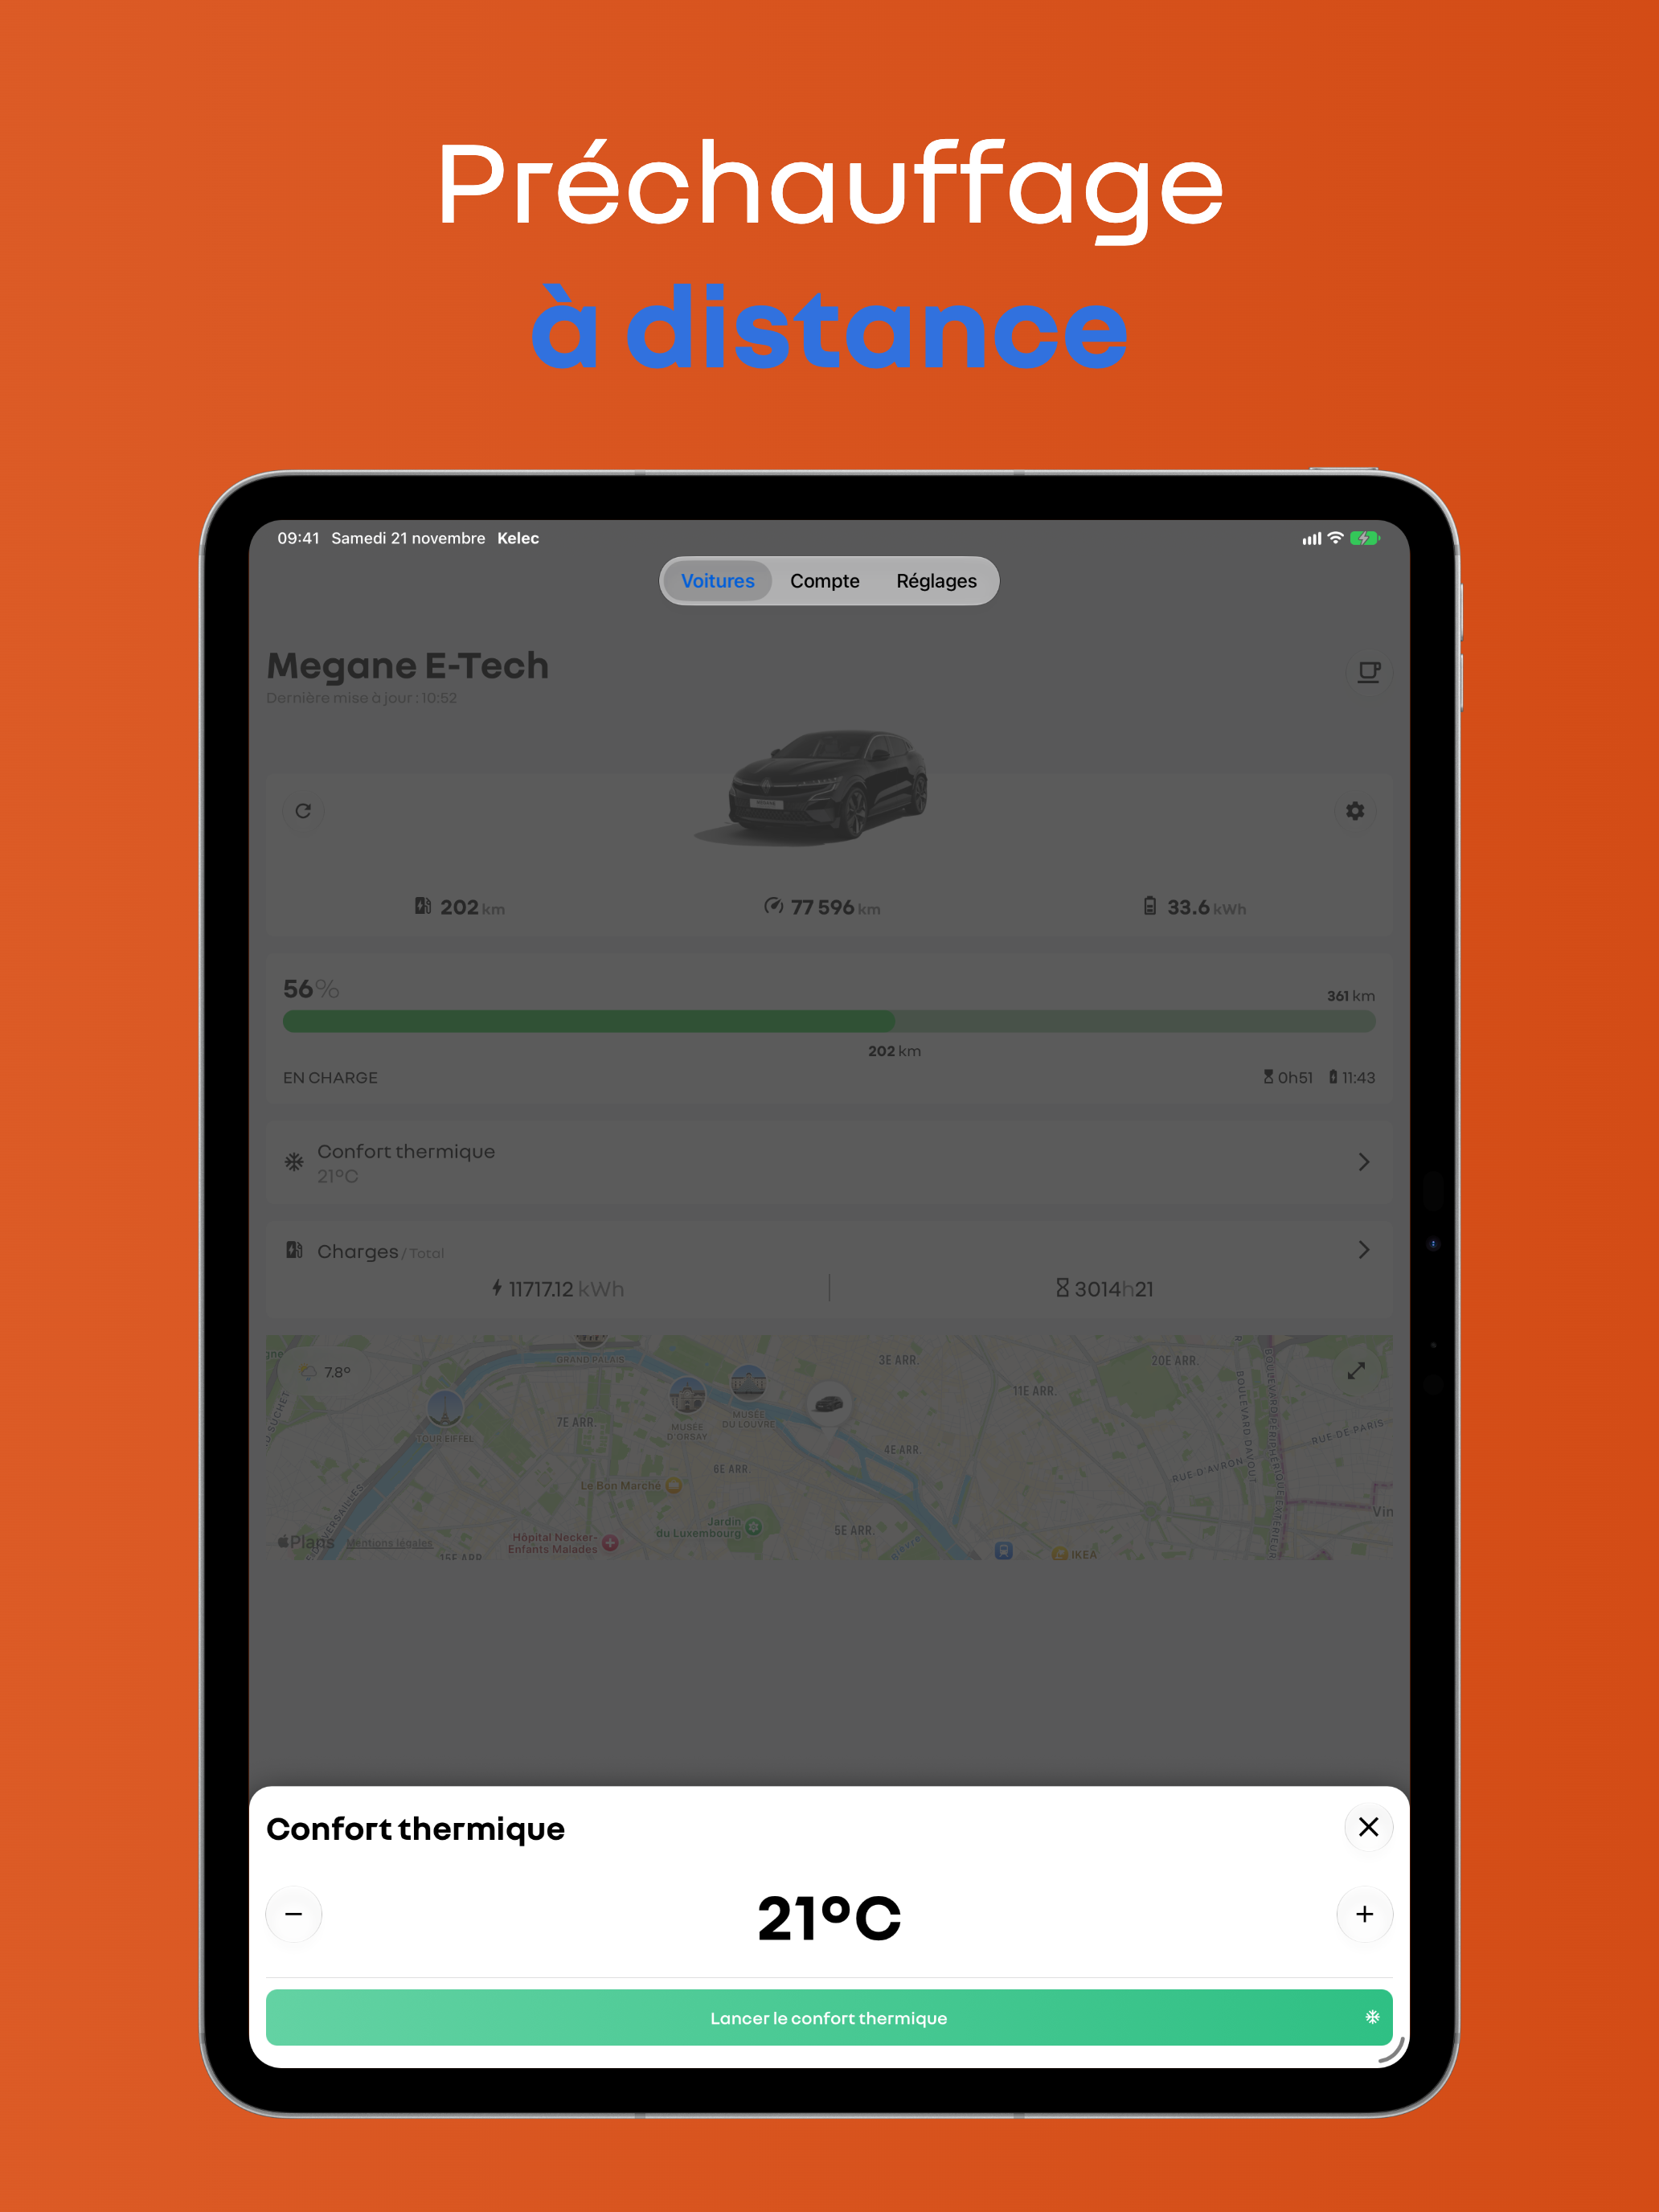 Préchauffage
à distance
09:41 Samedi 21 novembre Kelec
Voitures Compte Réglages
Megane E-Tech
Dernière mise à jour : 10:52
202 km 77 596 km 33.6 kWh
56%
361 km
202 km
EN CHARGE 0h51 11:43
Confort thermique
21°C
Charges / Total
11717.12 kWh 3014h21
7.8°
GRAND PALAIS
3E ARR.
20E ARR.
11E ARR.
TOUR EIFFEL
7E ARR.
MUSÉE
D'ORSAY
MUSÉE
DU LOUVRE
4E ARR.
6E ARR.
BOULEVARD DAVOUT
RUE-DE-PARIS
RUE-D'AVRON
Le Bon Marché
Jardin
du Luxembourg
5E ARR.
Vin
Plans Mentions légales
Hôpital Necker-
Enfants Malades
15E ARR.
IKEA
Confort thermique
− 21°C +
Lancer le confort thermique